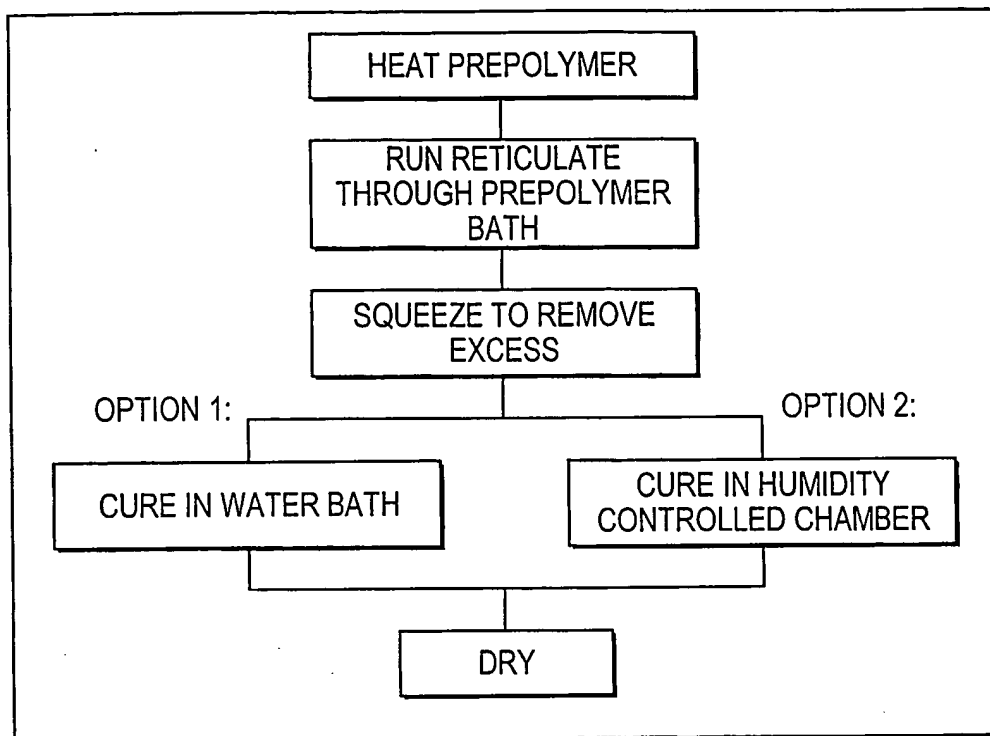 HEAT PREPOLYMER
RUN RETICULATE
THROUGH PREPOLYMER
BATH
SQUEEZE TO REMOVE
EXCESS
OPTION 1:
OPTION 2:
CURE IN WATER BATH
CURE IN HUMIDITY
CONTROLLED CHAMBER
DRY